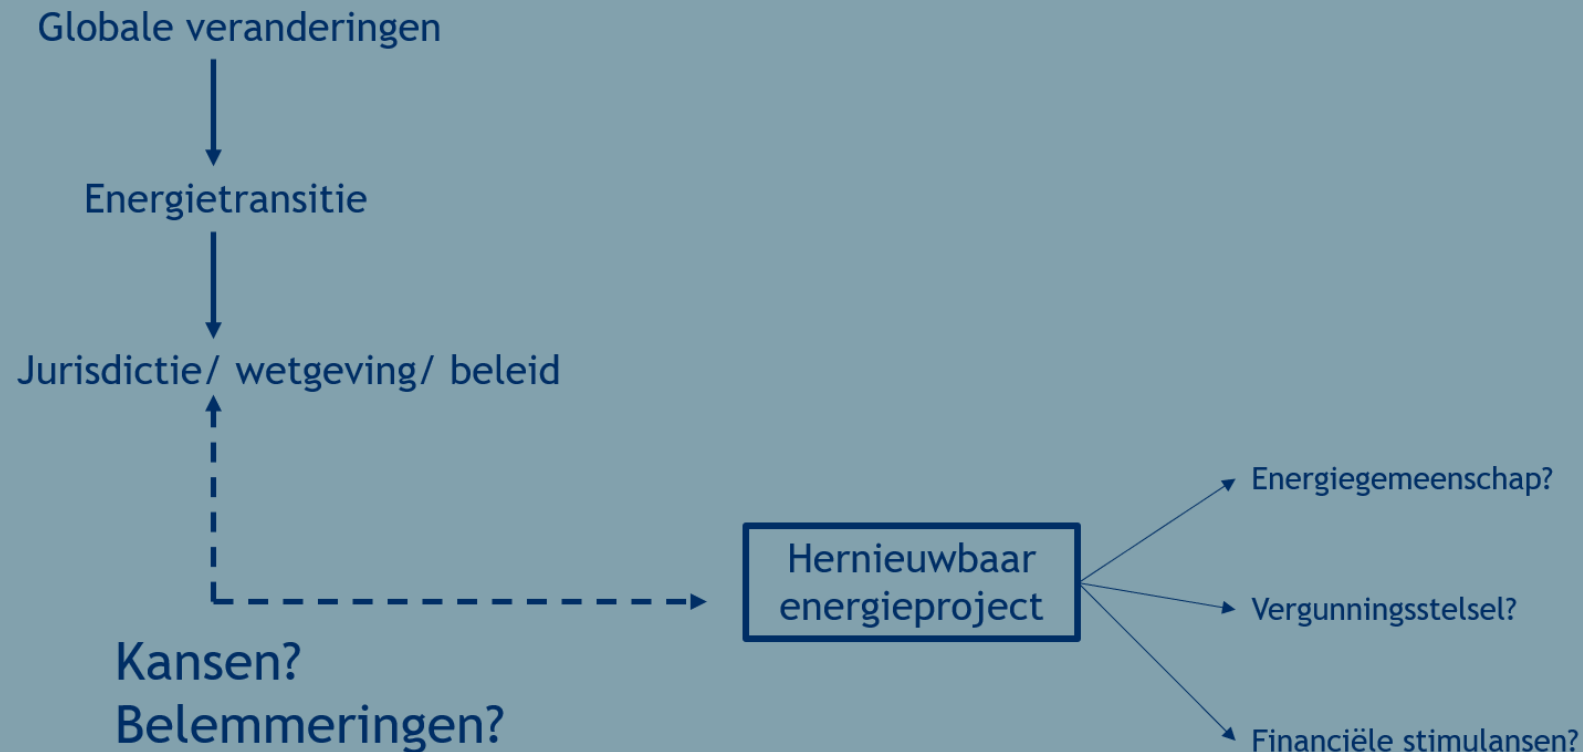 Globale veranderingen
Energietransitie
Jurisdictie/ wetgeving/ beleid
Hernieuwbaar
energieproject
Energiegemeenschap?
Vergunningsstelsel?
Financiële stimulansen?
Kansen?
Belemmeringen?